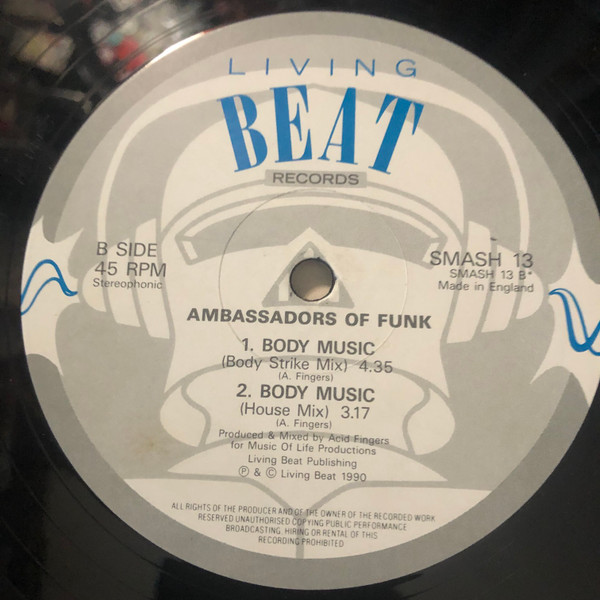 LIVING
BEAT
RECORDS
B SIDE
45 RPM
Stereophonic
SMASH 13
SMASH 13 B*
Made in England
AMBASSADORS OF FUNK
1. BODY MUSIC
(Body Strike Mix) 4.35
(A. Fingers)
2. BODY MUSIC
(House Mix) 3.17
(A. Fingers)
Produced & Mixed by Acid Fingers
for Music Of Life Productions
Living Beat Publishing
Ⓟ & © Living Beat 1990
ALL RIGHTS OF THE PRODUCER AND OF THE OWNER OF THE RECORDED WORK
RESERVED UNAUTHORISED COPYING PUBLIC PERFORMANCE
BROADCASTING. HIRING OR RENTAL OF THIS
RECORDING PROHIBITED